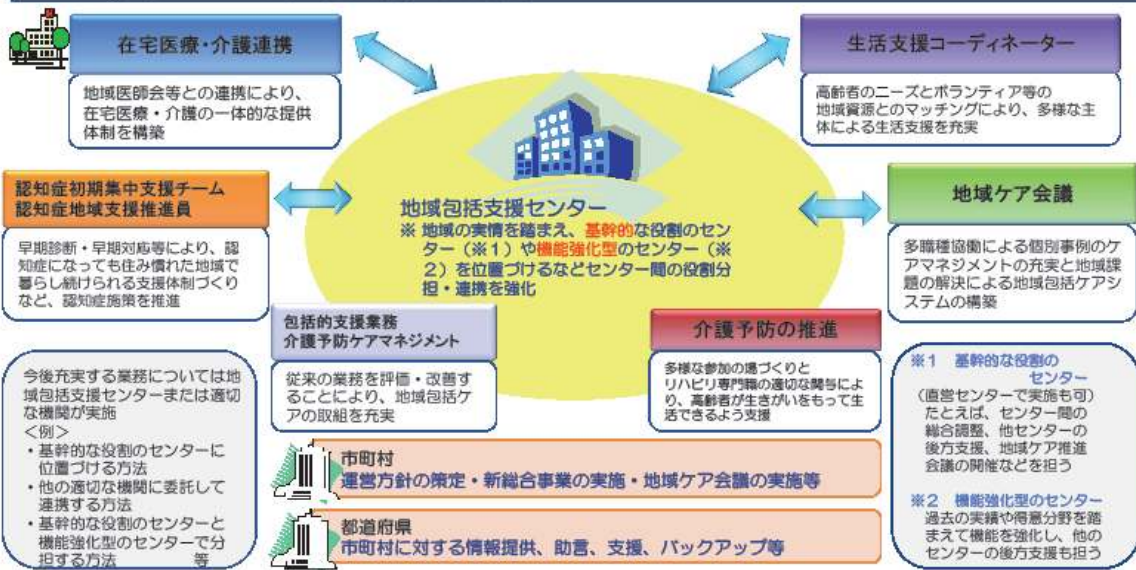 在宅医療・介護連携
地域医師会等との連携により、
在宅医療・介護の一体的な提供
体制を構築
生活支援コーディネーター
高齢者のニーズとボランティア等の
地域資源とのマッチングにより、多様な主
体による生活支援を充実
認知症初期集中支援チーム
認知症地域支援推進員
早期診断・早期対応等により、認
知症になっても住み慣れた地域で
暮らし続けられる支援体制づくり
など、認知症施策を推進
地域包括支援センター
※ 地域の実情を踏まえ、基幹的な役割のセン
ター（※１）や機能強化型のセンター（※
２）を位置づけるなどセンター間の役割分
担・連携を強化
地域ケア会議
多職種協働による個別事例のケ
アマネジメントの充実と地域課
題の解決による地域包括ケアシ
ステムの構築
包括的支援業務
介護予防ケアマネジメント
従来の業務を評価・改善す
ることにより、地域包括ケ
アの取組を充実
介護予防の推進
多様な参加の場づくりと
リハビリ専門職の適切な関与によ
り、高齢者が生きがいをもって生
活できるよう支援
今後充実する業務については地
域包括支援センターまたは適切
な機関が実施
＜例＞
・基幹的な役割のセンターに
位置づける方法
・他の適切な機関に委託して
連携する方法
・基幹的な役割のセンターと
機能強化型のセンターで分
担する方法 等
市町村
運営方針の策定・新総合事業の実施・地域ケア会議の実施等
都道府県
市町村に対する情報提供、助言、支援、バックアップ等
※１ 基幹的な役割の
センター
（直営センターで実施も可）
たとえば、センター間の
総合調整、他センターの
後方支援、地域ケア推進
会議の開催などを担う
※２ 機能強化型のセンター
過去の実績や得意分野を踏
まえて機能を強化し、他の
センターの後方支援も担う